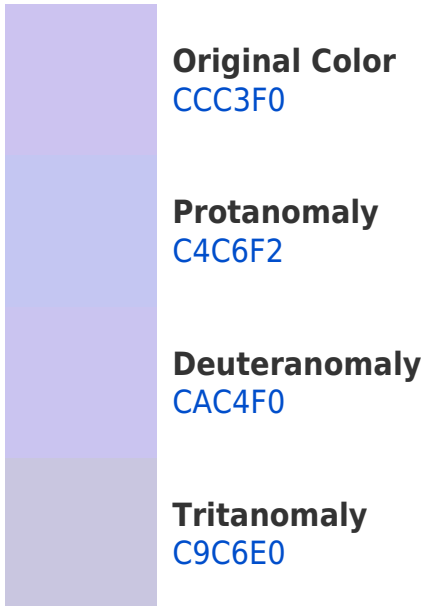 Original Color
CCC3F0
Protanomaly
C4C6F2
Deuteranomaly
CAC4F0
Tritanomaly
C9C6E0